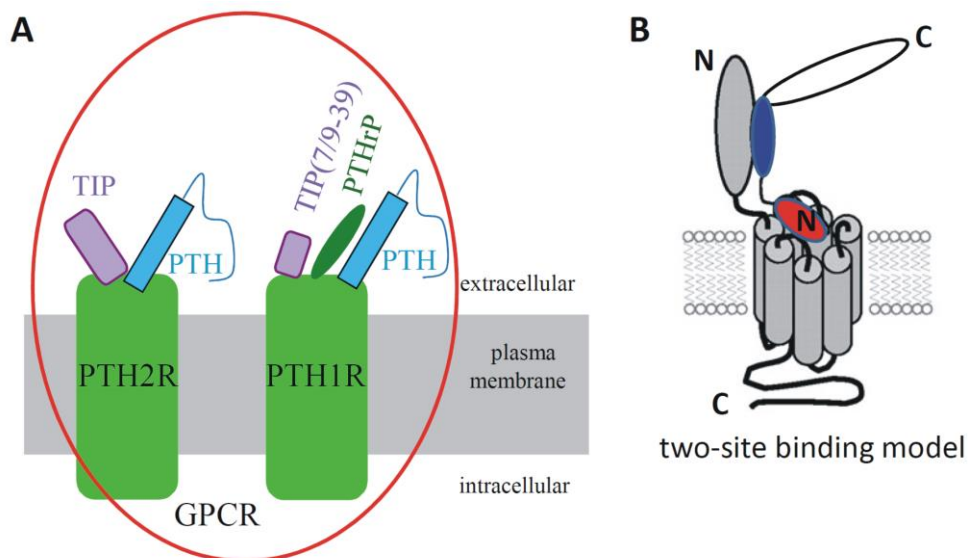 A
TIP
PTH
TIP(7/9-39)
PTHrP
PTH
extracellular
PTH2R
PTH1R
plasma
membrane
intracellular
GPCR
B
N
C
N
C
two-site binding model